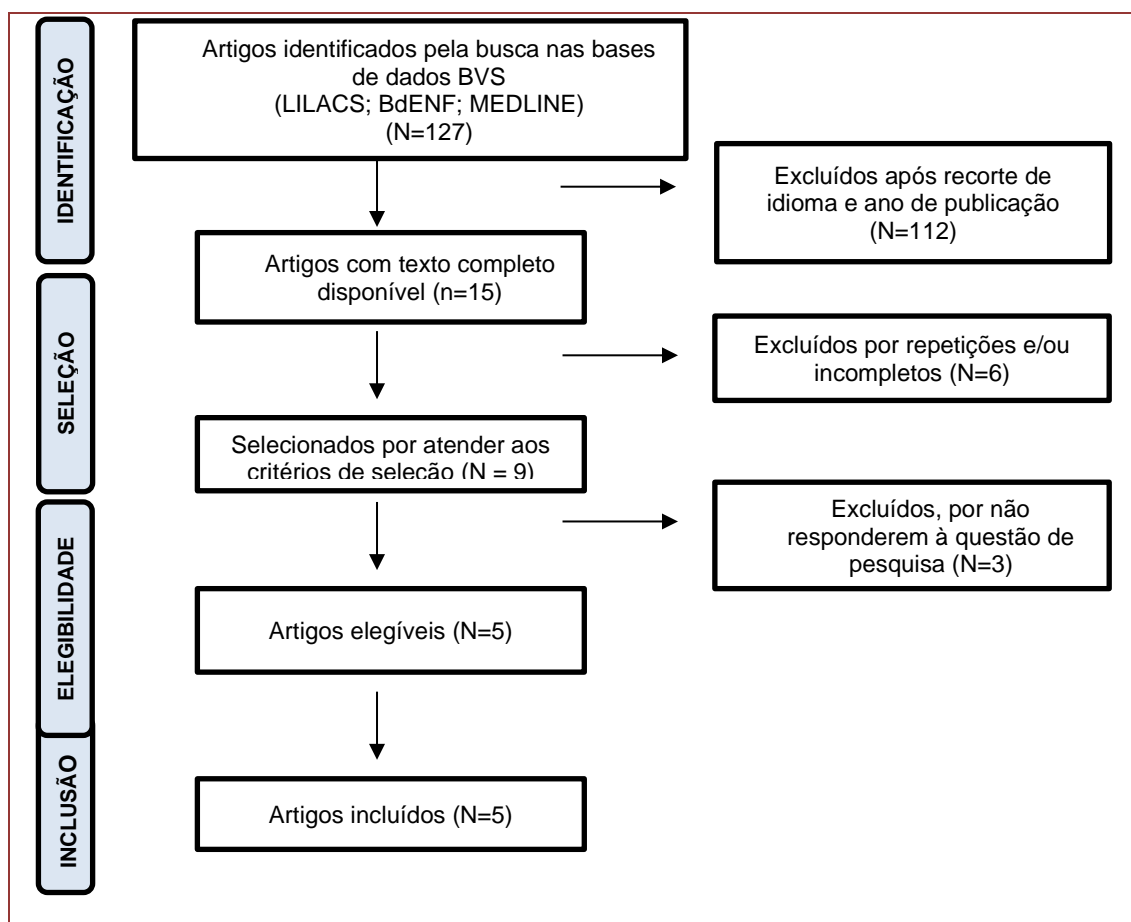 IDENTIFICAÇÃO
Artigos identificados pela busca nas bases
de dados BVS
(LILACS; BdENF; MEDLINE)
(N=127)
Excluídos após recorte de
idioma e ano de publicação
(N=112)
Artigos com texto completo
disponível (n=15)
SELEÇÃO
Excluídos por repetições e/ou
incompletos (N=6)
Selecionados por atender aos
critérios de seleção (N = 9)
ELEGIBILIDADE
Excluídos, por não
responderem à questão de
pesquisa (N=3)
Artigos elegíveis (N=5)
INCLUSÃO
Artigos incluídos (N=5)